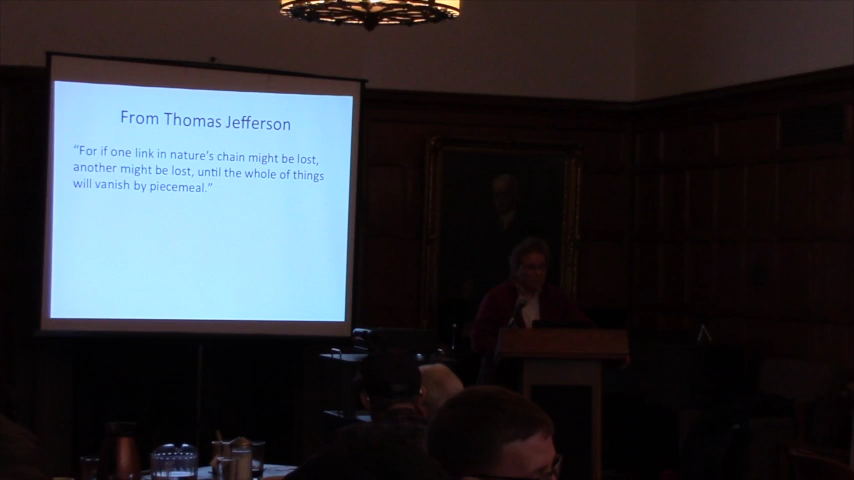 From Thomas Jefferson
“For if one link in nature’s chain might be lost,
another might be lost, until the whole of things
will vanish by piecemeal.”